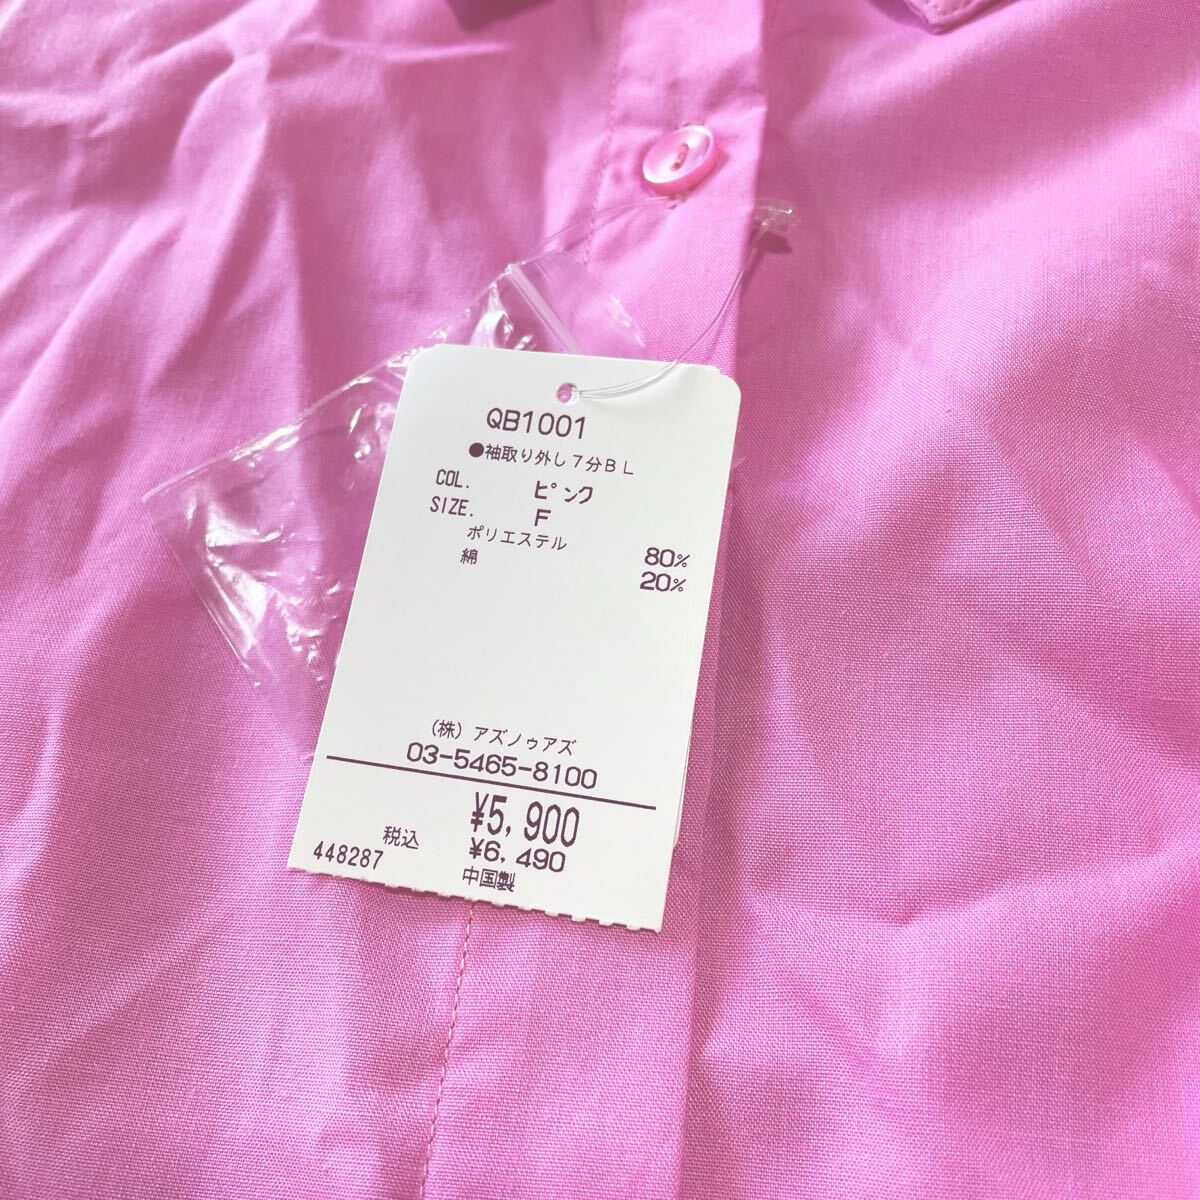 QB1001
●袖取り外し7分BL
COL. ピンク
SIZE. F
ポリエステル 80%
綿 20%
(株) アズノゥアズ
03-5465-8100
¥5,900
税込 ¥6,490
448287 中国製